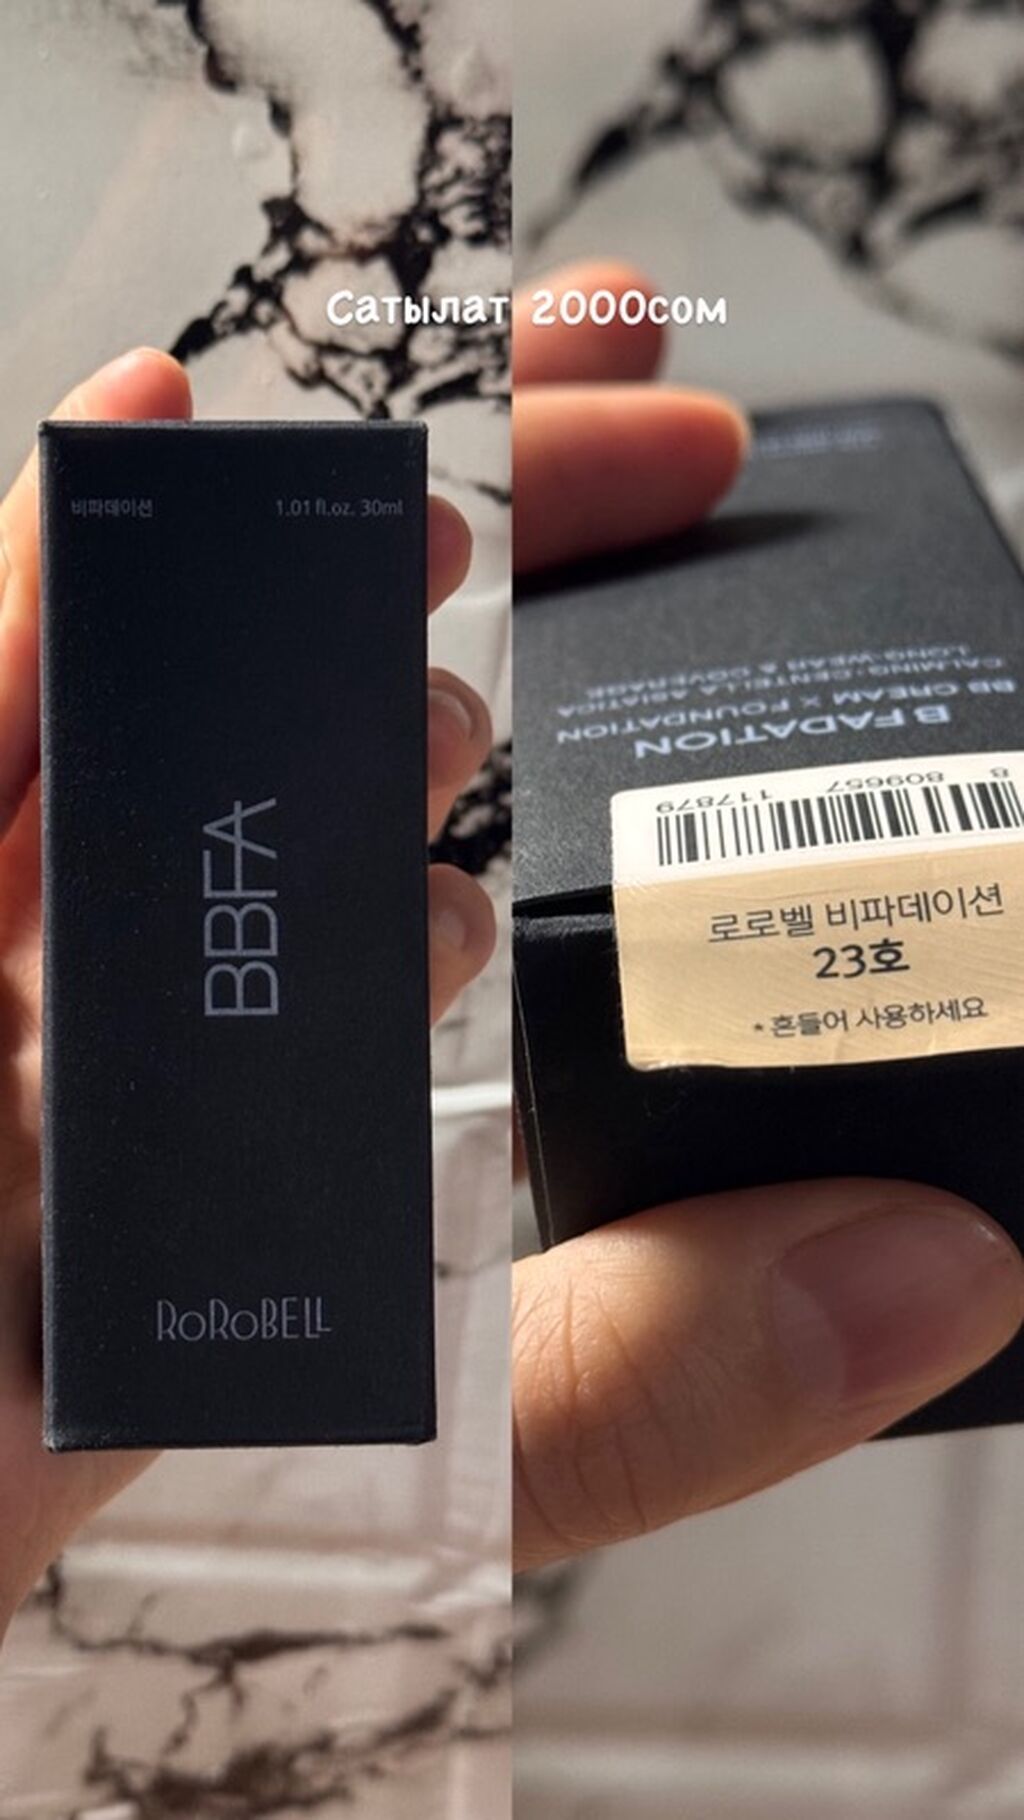 Сатылат 2000сом
비파데이션 1.01 fl.oz. 30ml
BBFA
RoRoBELL
LONG-WEAR & COVERAGE
CALMING: CENTELLA ASIATICA
BB CREAM X FOUNDATION
B FADATION
8 809657 117879
로로벨 비파데이션
23호
* 흔들어 사용하세요